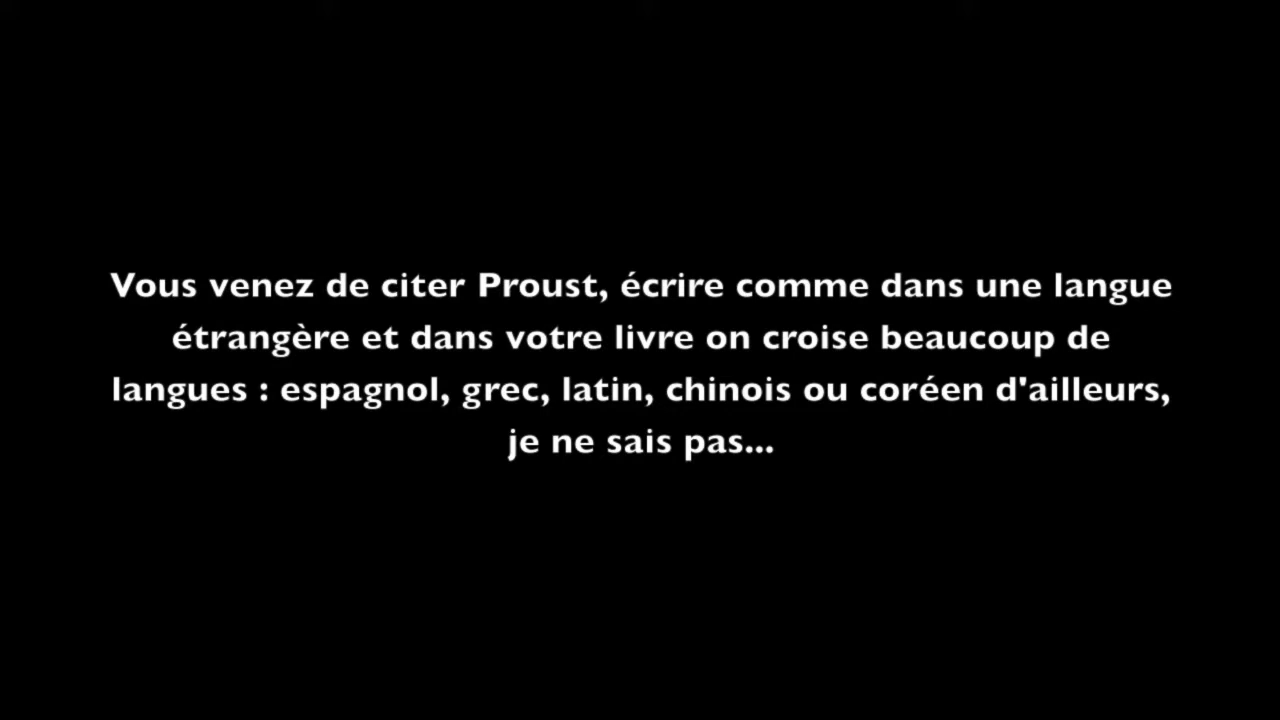 Vous venez de citer Proust, écrire comme dans une langue
étrangère et dans votre livre on croise beaucoup de
langues : espagnol, grec, latin, chinois ou coréen d'ailleurs,
je ne sais pas...